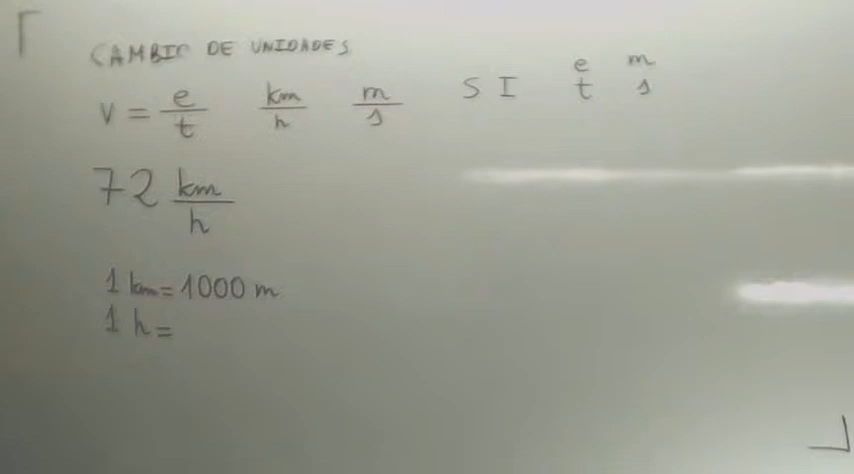 CAMBIO DE UNIDADES
v = e/t km/h m/s SI e m
t s
72 km/h
1 km = 1000 m
1 h =